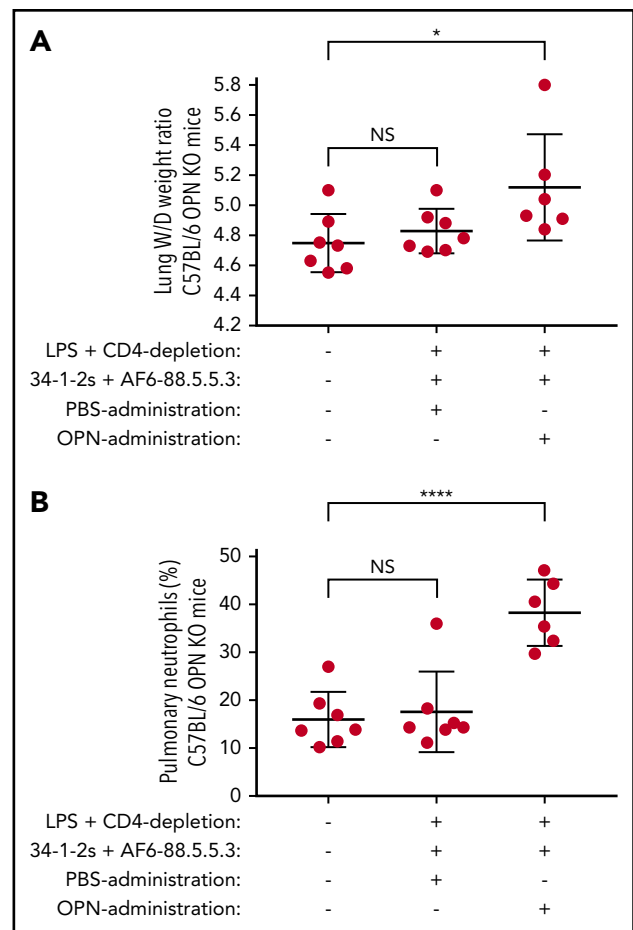 A
*
NS
Lung W/D weight ratio
C57BL/6 OPN KO mice
5.8
5.6
5.4
5.2
5.0
4.8
4.6
4.4
4.2
LPS + CD4-depletion: - + +
34-1-2s + AF6-88.5.5.3: - + +
PBS-administration: - + -
OPN-administration: - - +
B
****
NS
Pulmonary neutrophils (%)
C57BL/6 OPN KO mice
50
40
30
20
10
0
LPS + CD4-depletion: - + +
34-1-2s + AF6-88.5.5.3: - + +
PBS-administration: - + -
OPN-administration: - - +